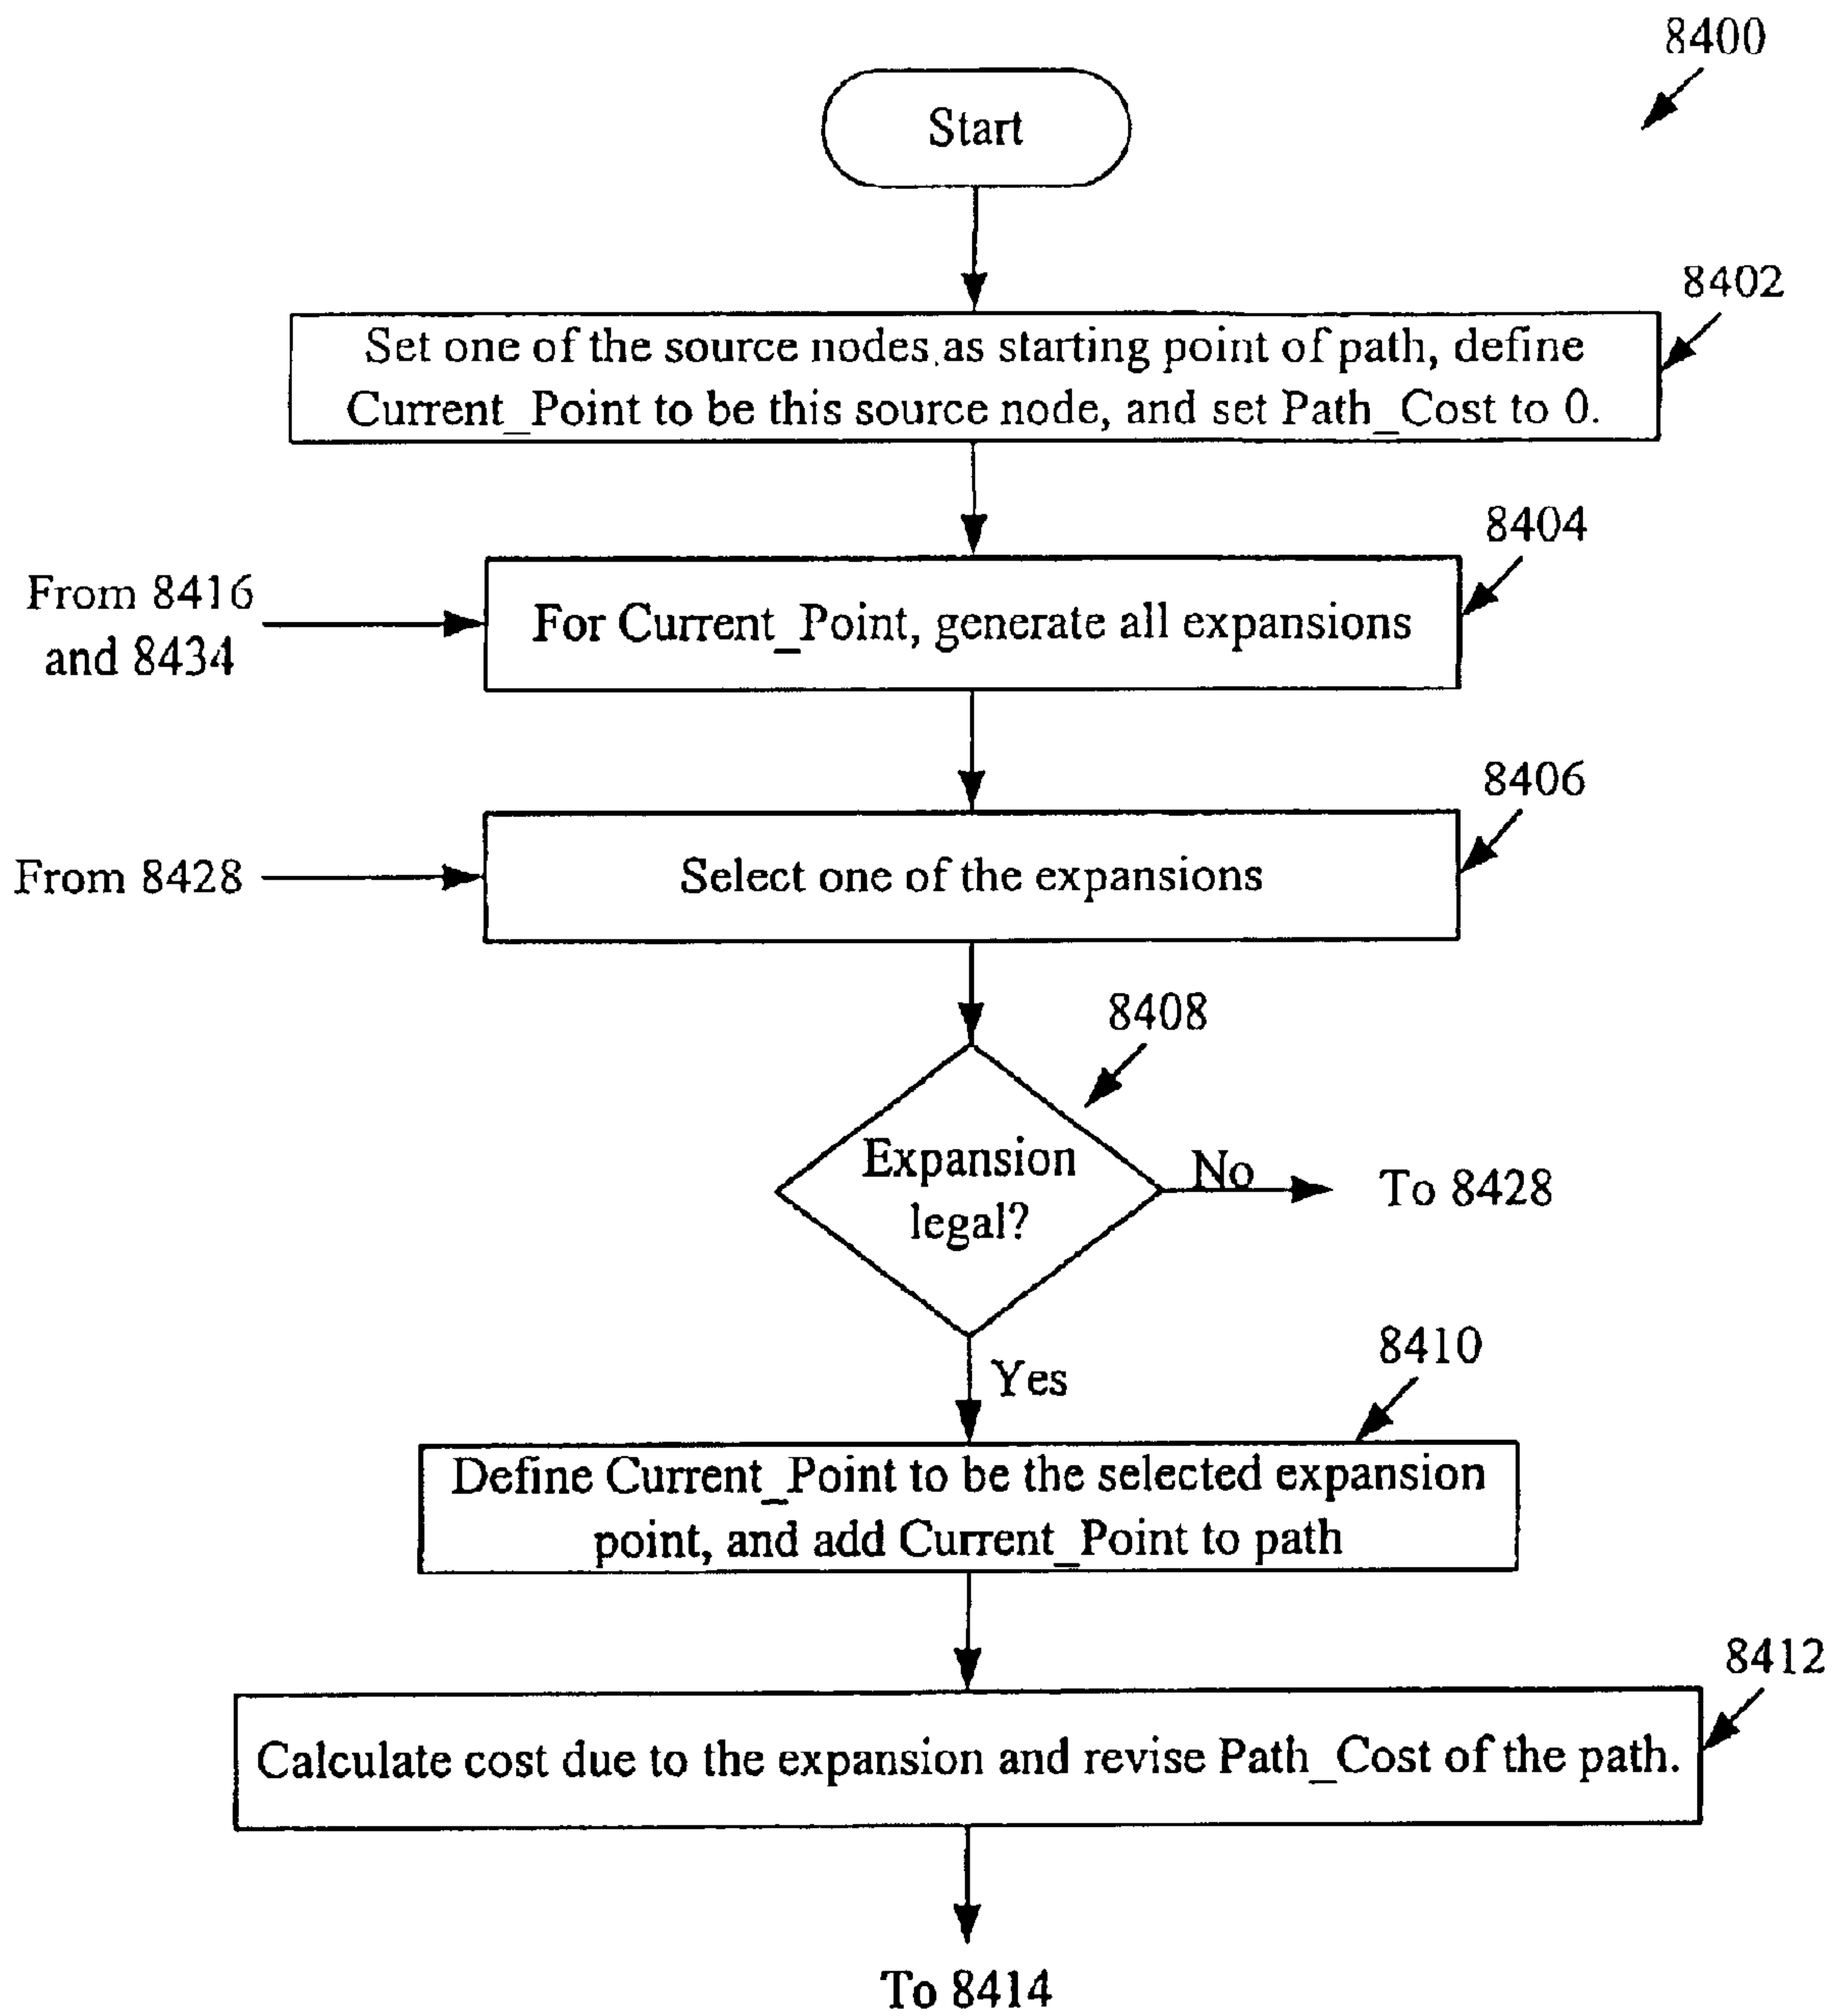 8400
Start
8402
Set one of the source nodes as starting point of path, define
Current_Point to be this source node, and set Path_Cost to 0.
8404
From 8416
and 8434
For Current_Point, generate all expansions
8406
From 8428
Select one of the expansions
8408
Expansion
legal?
No
To 8428
Yes
8410
Define Current_Point to be the selected expansion
point, and add Current_Point to path
8412
Calculate cost due to the expansion and revise Path_Cost of the path.
To 8414